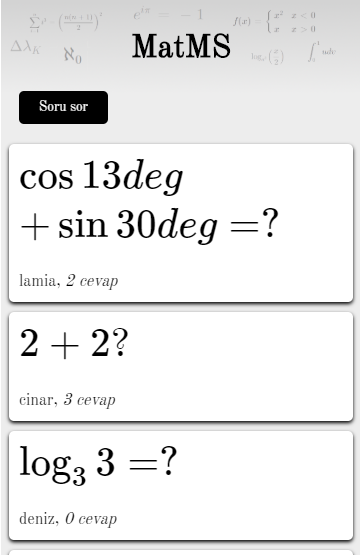 MatMS
Soru sor
cos 13deg
+ sin 30deg =?
lamia, 2 cevap
2 + 2?
cinar, 3 cevap
log₃ 3 =?
deniz, 0 cevap